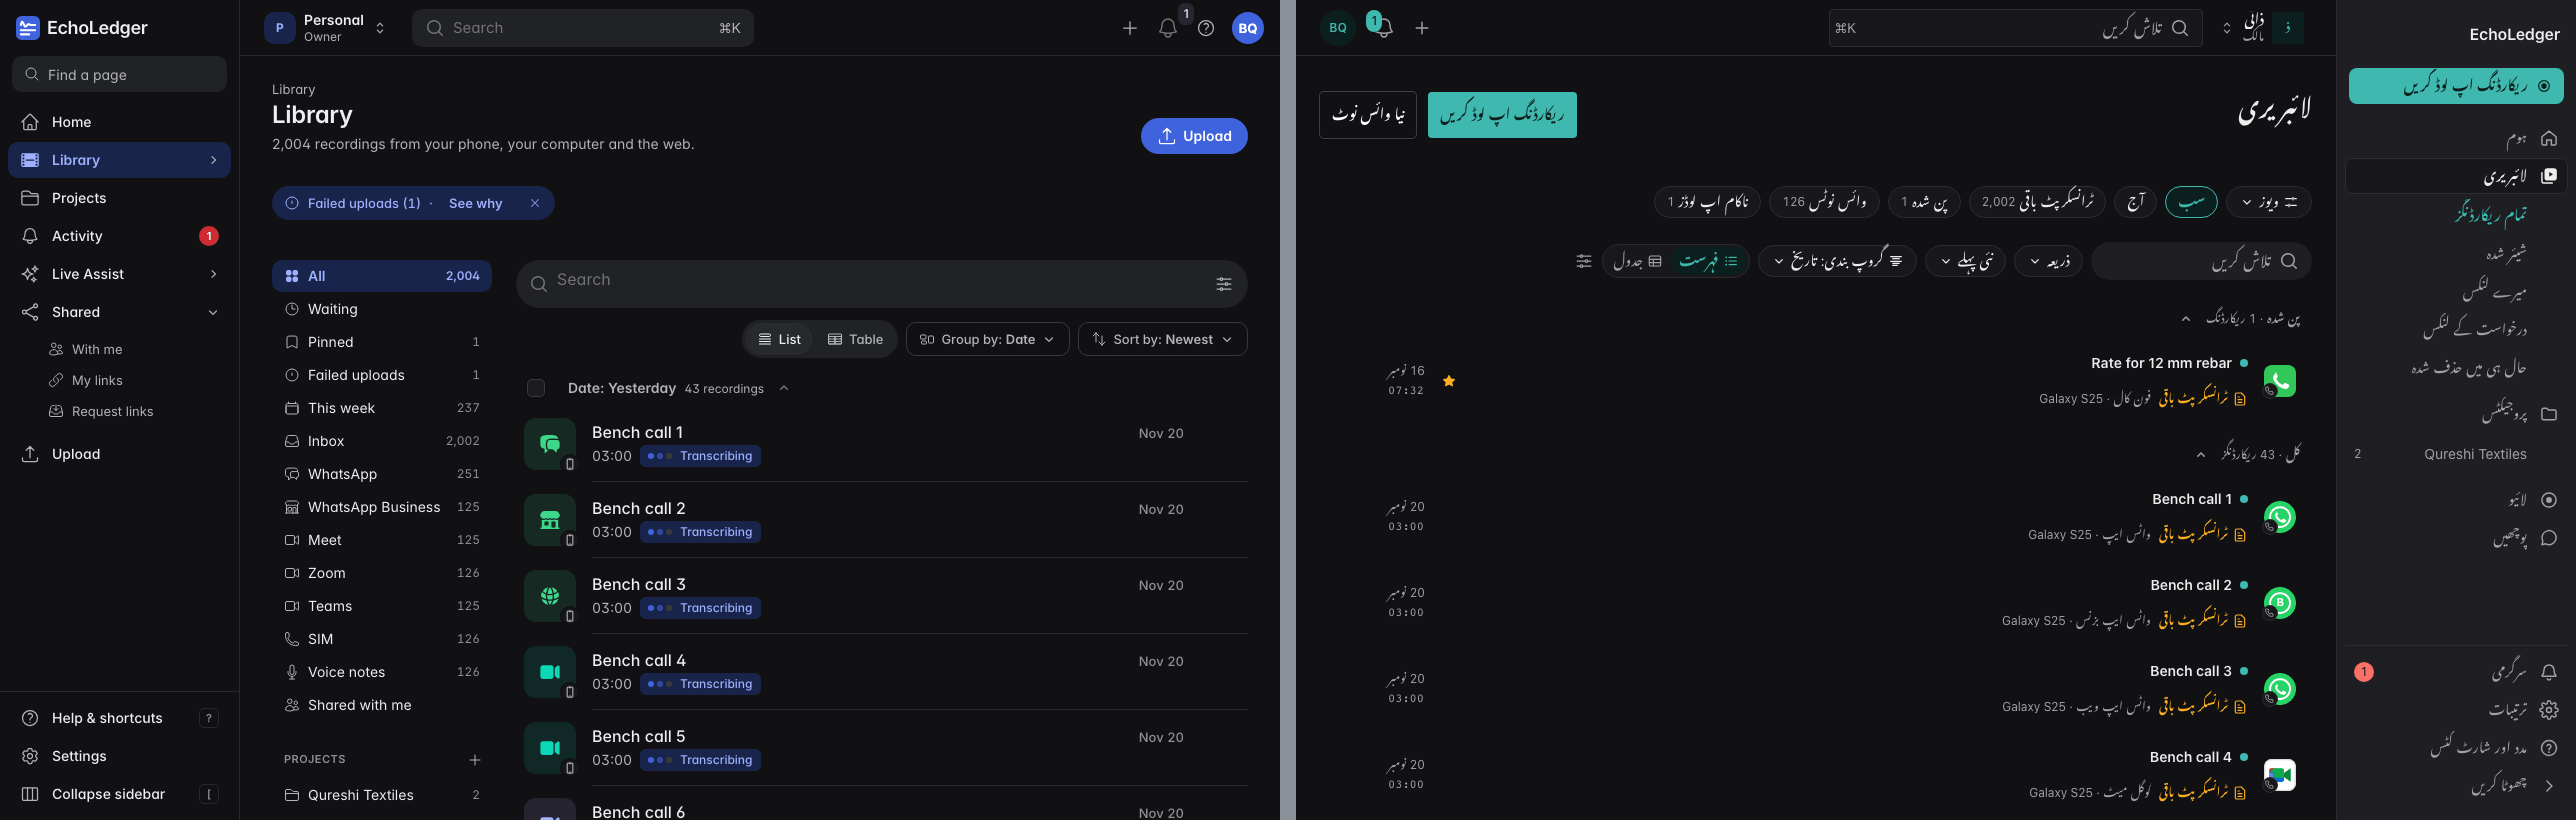 EchoLedger
Find a page
Home
Library
Projects
Activity 1
Live Assist
Shared
With me
My links
Request links
Upload
Help & shortcuts ?
Settings
Collapse sidebar [
P Personal
Owner
Search ⌘K
1
BQ
Library
Library
2,004 recordings from your phone, your computer and the web.
Upload
Failed uploads (1) · See why
All 2,004
Waiting
Pinned 1
Failed uploads 1
This week 237
Inbox 2,002
WhatsApp 251
WhatsApp Business 125
Meet 125
Zoom 126
Teams 125
SIM 126
Voice notes 126
Shared with me
PROJECTS
Qureshi Textiles 2
Search
List Table Group by: Date Sort by: Newest
Date: Yesterday 43 recordings
Bench call 1 Nov 20
03:00 Transcribing
Bench call 2 Nov 20
03:00 Transcribing
Bench call 3 Nov 20
03:00 Transcribing
Bench call 4 Nov 20
03:00 Transcribing
Bench call 5 Nov 20
03:00 Transcribing
Bench call 6 Nov 20
EchoLedger
ریکارڈنگ اپ لوڈ کریں
ہوم
لائبریری
تمام ریکارڈنگز
شیئر شدہ
میرے لنکس
درخواست کے لنکس
حال ہی میں حذف شدہ
پروجیکٹس
Qureshi Textiles 2
لائیو
پوچھیں
سرگرمی 1
ترتیبات
مدد اور شارٹ کٹس
چھوٹا کریں
ذ ذاتی
مالک
تلاش کریں ⌘K
1
BQ
لائبریری
ریکارڈنگ اپ لوڈ کریں
نیا وائس نوٹ
ویوز سب آج ٹرانسکرپٹ باقی 2,002 پن شدہ 1 وائس نوٹس 126 ناکام اپ لوڈز 1
تلاش کریں ذریعہ نئی پہلے گروپ بندی: تاریخ فہرست جدول
پن شدہ · 1 ریکارڈنگ
Rate for 12 mm rebar 16 نومبر
ٹرانسکرپٹ باقی فون کال · Galaxy S25 07:32
کل · 43 ریکارڈنگز
Bench call 1 20 نومبر
ٹرانسکرپٹ باقی واٹس ایپ · Galaxy S25 03:00
Bench call 2 20 نومبر
ٹرانسکرپٹ باقی واٹس ایپ بزنس · Galaxy S25 03:00
Bench call 3 20 نومبر
ٹرانسکرپٹ باقی واٹس ایپ ویب · Galaxy S25 03:00
Bench call 4 20 نومبر
ٹرانسکرپٹ باقی گوگل میٹ · Galaxy S25 03:00